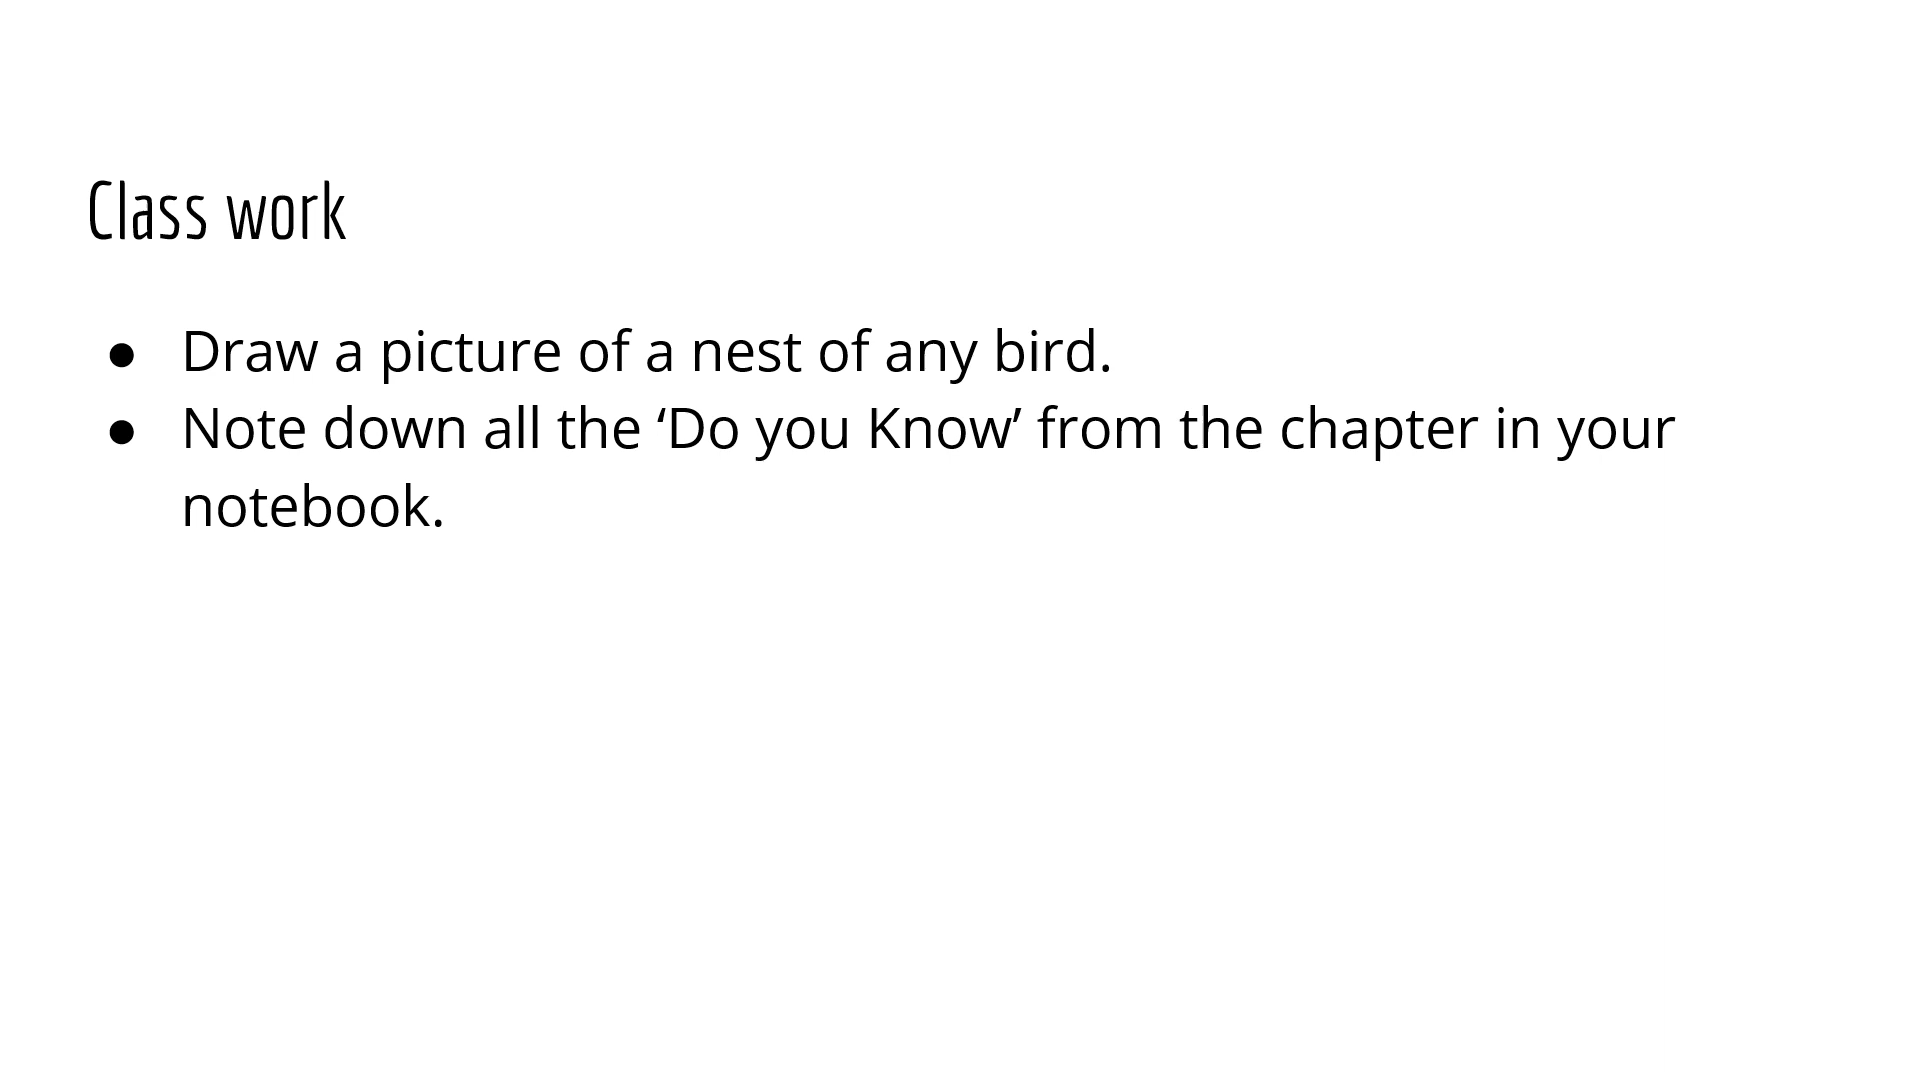 Class work
● Draw a picture of a nest of any bird.
● Note down all the ‘Do you Know’ from the chapter in your
notebook.